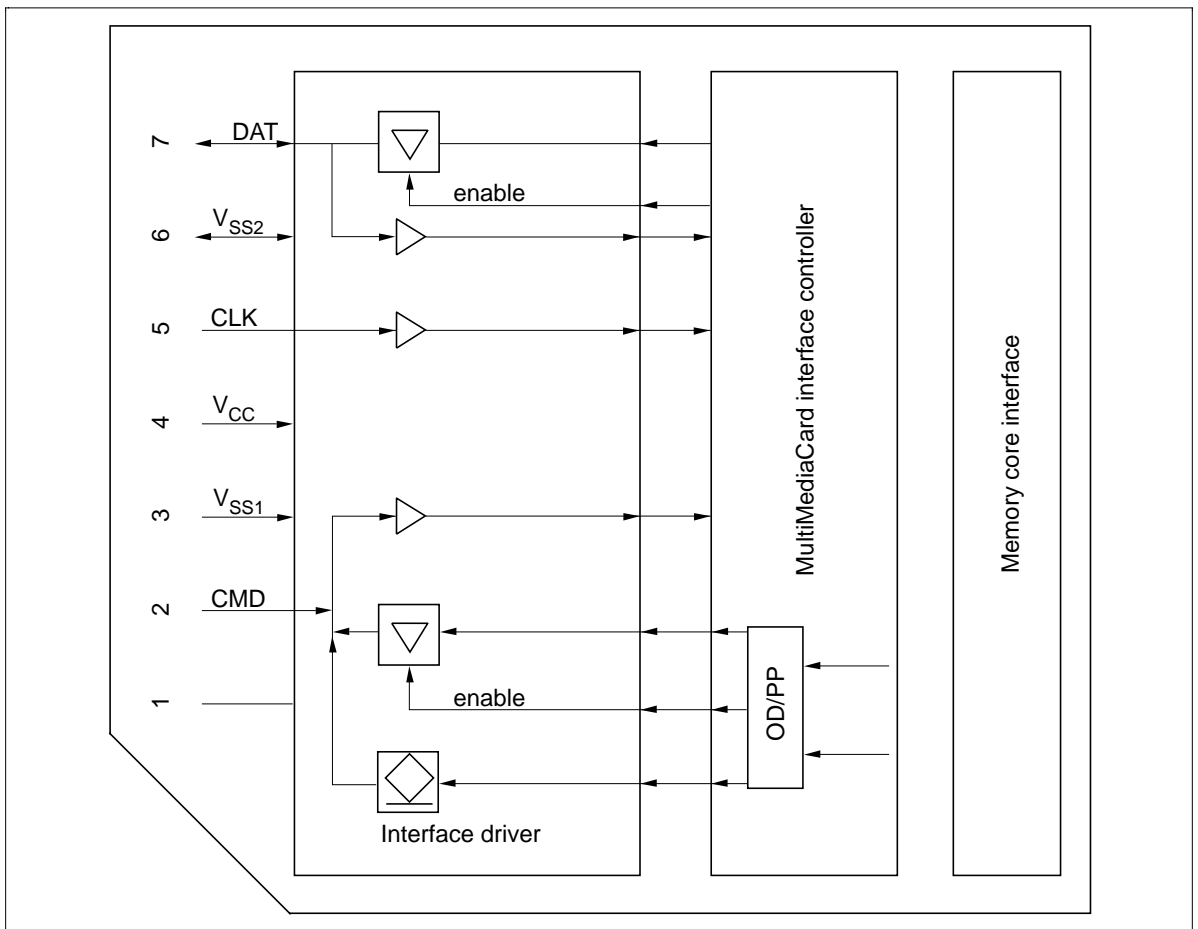 7 DAT
enable
6 VSS2
5 CLK
4 VCC
3 VSS1
2 CMD
enable
1
Interface driver
OD/PP
MultiMediaCard interface controller
Memory core interface